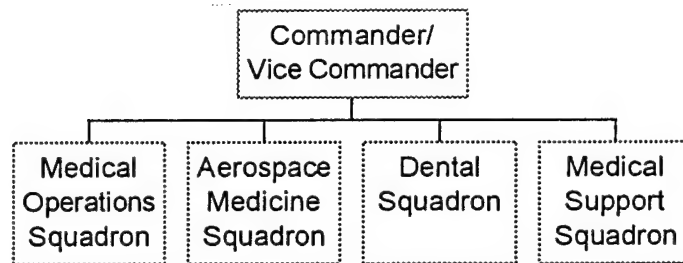 Commander/
Vice Commander
Medical
Operations
Squadron
Aerospace
Medicine
Squadron
Dental
Squadron
Medical
Support
Squadron